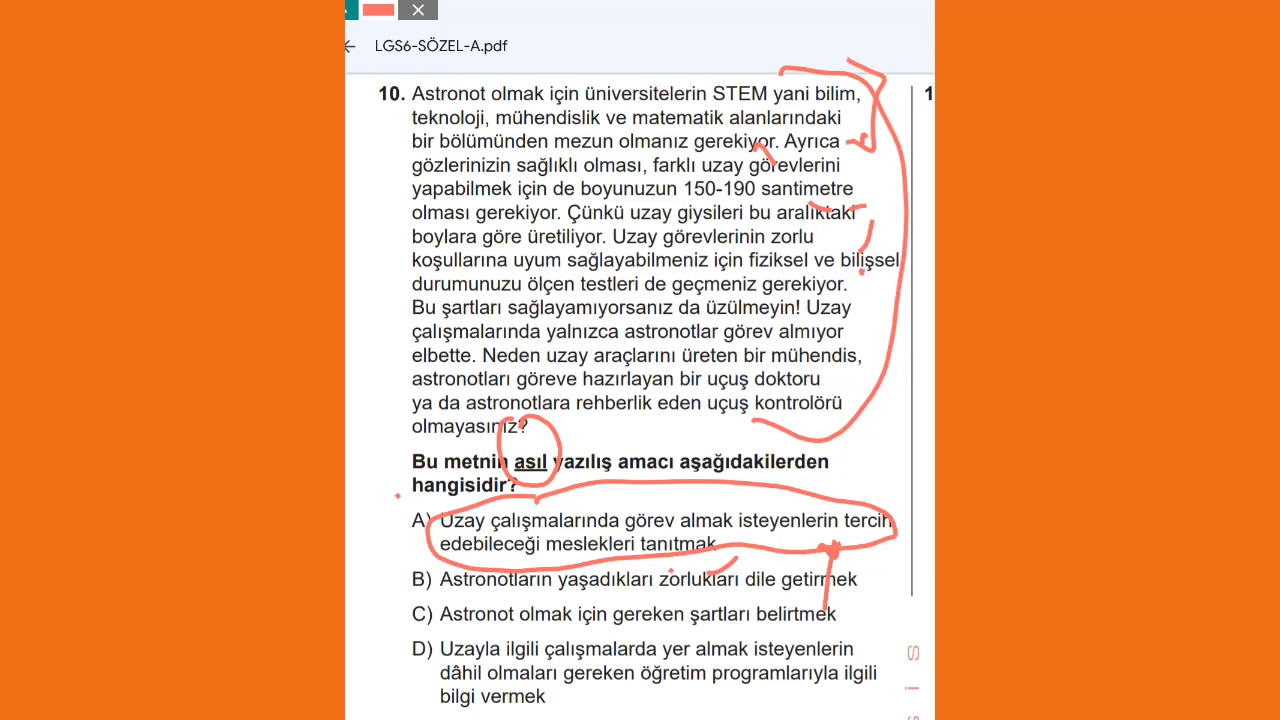 LGS6-SÖZEL-A.pdf
10. Astronot olmak için üniversitelerin STEM yani bilim,
teknoloji, mühendislik ve matematik alanlarındaki
bir bölümünden mezun olmanız gerekiyor. Ayrıca
gözlerinizin sağlıklı olması, farklı uzay görevlerini
yapabilmek için de boyunuzun 150-190 santimetre
olması gerekiyor. Çünkü uzay giysileri bu aralıktaki
boylara göre üretiliyor. Uzay görevlerinin zorlu
koşullarına uyum sağlayabilmeniz için fiziksel ve bilişsel
durumunuzu ölçen testleri de geçmeniz gerekiyor.
Bu şartları sağlayamıyorsanız da üzülmeyin! Uzay
çalışmalarında yalnızca astronotlar görev almıyor
elbette. Neden uzay araçlarını üreten bir mühendis,
astronotları göreve hazırlayan bir uçuş doktoru
ya da astronotlara rehberlik eden uçuş kontrolörü
olmayasınız?
Bu metnin asıl yazılış amacı aşağıdakilerden
hangisidir?
A) Uzay çalışmalarında görev almak isteyenlerin tercih
edebileceği meslekleri tanıtmak
B) Astronotların yaşadıkları zorlukları dile getirmek
C) Astronot olmak için gereken şartları belirtmek
D) Uzayla ilgili çalışmalarda yer almak isteyenlerin
dâhil olmaları gereken öğretim programlarıyla ilgili
bilgi vermek
1
S İ S